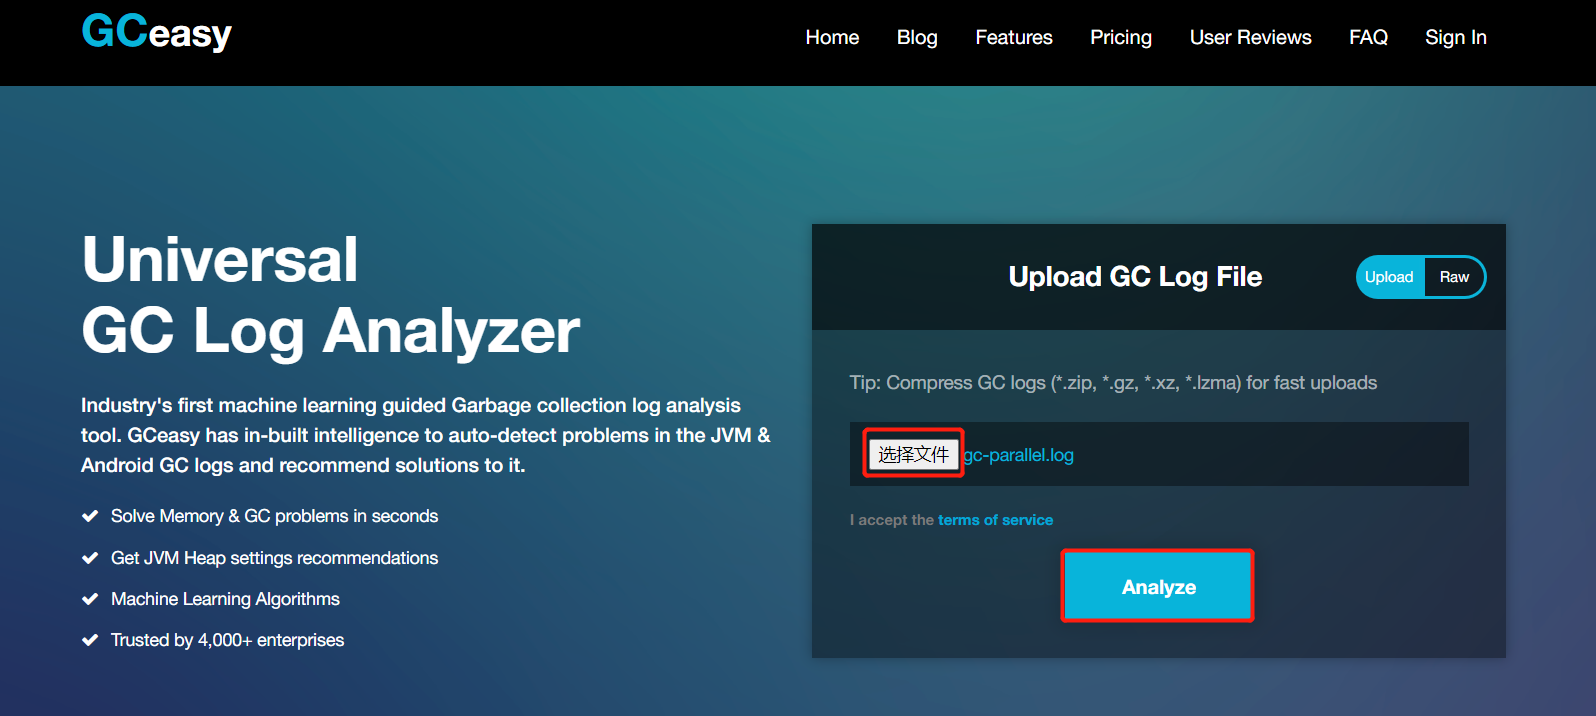 GCeasy
Home Blog Features Pricing User Reviews FAQ Sign In
Universal
GC Log Analyzer
Industry's first machine learning guided Garbage collection log analysis
tool. GCeasy has in-built intelligence to auto-detect problems in the JVM &
Android GC logs and recommend solutions to it.
Solve Memory & GC problems in seconds
Get JVM Heap settings recommendations
Machine Learning Algorithms
Trusted by 4,000+ enterprises
Upload GC Log File
Upload Raw
Tip: Compress GC logs (*.zip, *.gz, *.xz, *.lzma) for fast uploads
选择文件 gc-parallel.log
I accept the terms of service
Analyze